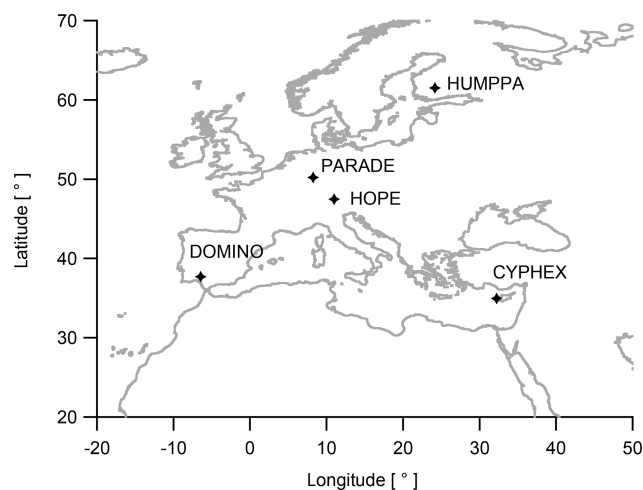 70
60
50
40
30
20
Latitude [ ° ]
HUMPPA
PARADE
HOPE
DOMINO
CYPHEX
-20 -10 0 10 20 30 40 50
Longitude [ ° ]